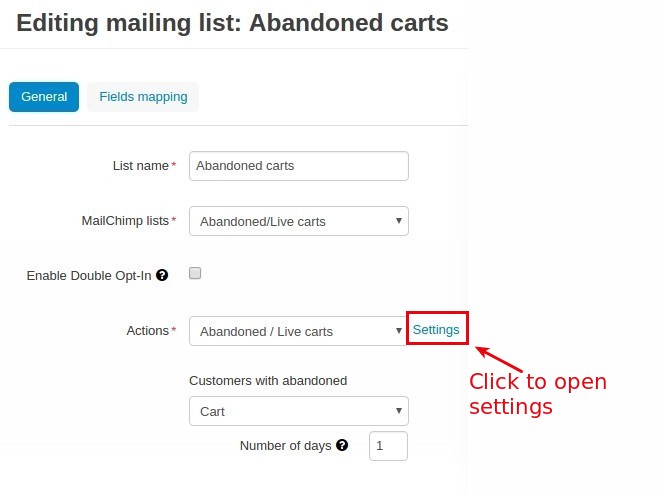 Editing mailing list: Abandoned carts
General Fields mapping
List name * Abandoned carts
MailChimp lists * Abandoned/Live carts
Enable Double Opt-In
Actions * Abandoned / Live carts Settings
Customers with abandoned
Cart
Number of days 1
Click to open
settings